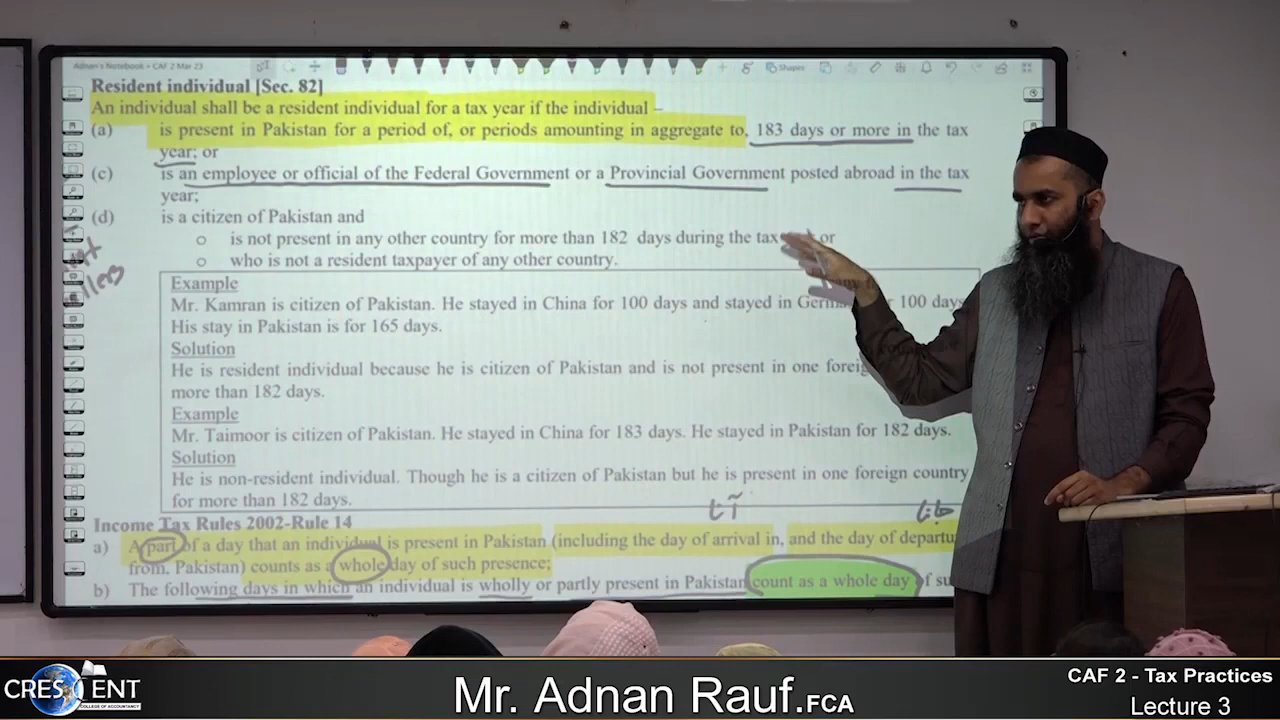 Adnan's Notebook › CAF 2 Mar 23
Shapes
Resident individual [Sec. 82]
An individual shall be a resident individual for a tax year if the individual –
(a) is present in Pakistan for a period of, or periods amounting in aggregate to, 183 days or more in the tax
year; or
(c) is an employee or official of the Federal Government or a Provincial Government posted abroad in the tax
year;
(d) is a citizen of Pakistan and
o is not present in any other country for more than 182 days during the tax or
o who is not a resident taxpayer of any other country.
Example
Mr. Kamran is citizen of Pakistan. He stayed in China for 100 days and stayed in 100 days
His stay in Pakistan is for 165 days.
Solution
He is resident individual because he is citizen of Pakistan and is not present in one
more than 182 days.
Example
Mr. Taimoor is citizen of Pakistan. He stayed in China for 183 days. He stayed in Pakistan for 182 days.
Solution
He is non-resident individual. Though he is a citizen of Pakistan but he is present in one foreign country
for more than 182 days.
آنا جانا
Income Tax Rules 2002-Rule 14
a) A part of a day that an individual is present in Pakistan (including the day of arrival in, and the day of
from, Pakistan) counts as a whole day of such presence;
b) The following days in which an individual is wholly or partly present in Pakistan count as a whole day of
CRESCENT
COLLEGE OF ACCOUNTANCY
Mr. Adnan Rauf.FCA
CAF 2 - Tax Practices
Lecture 3